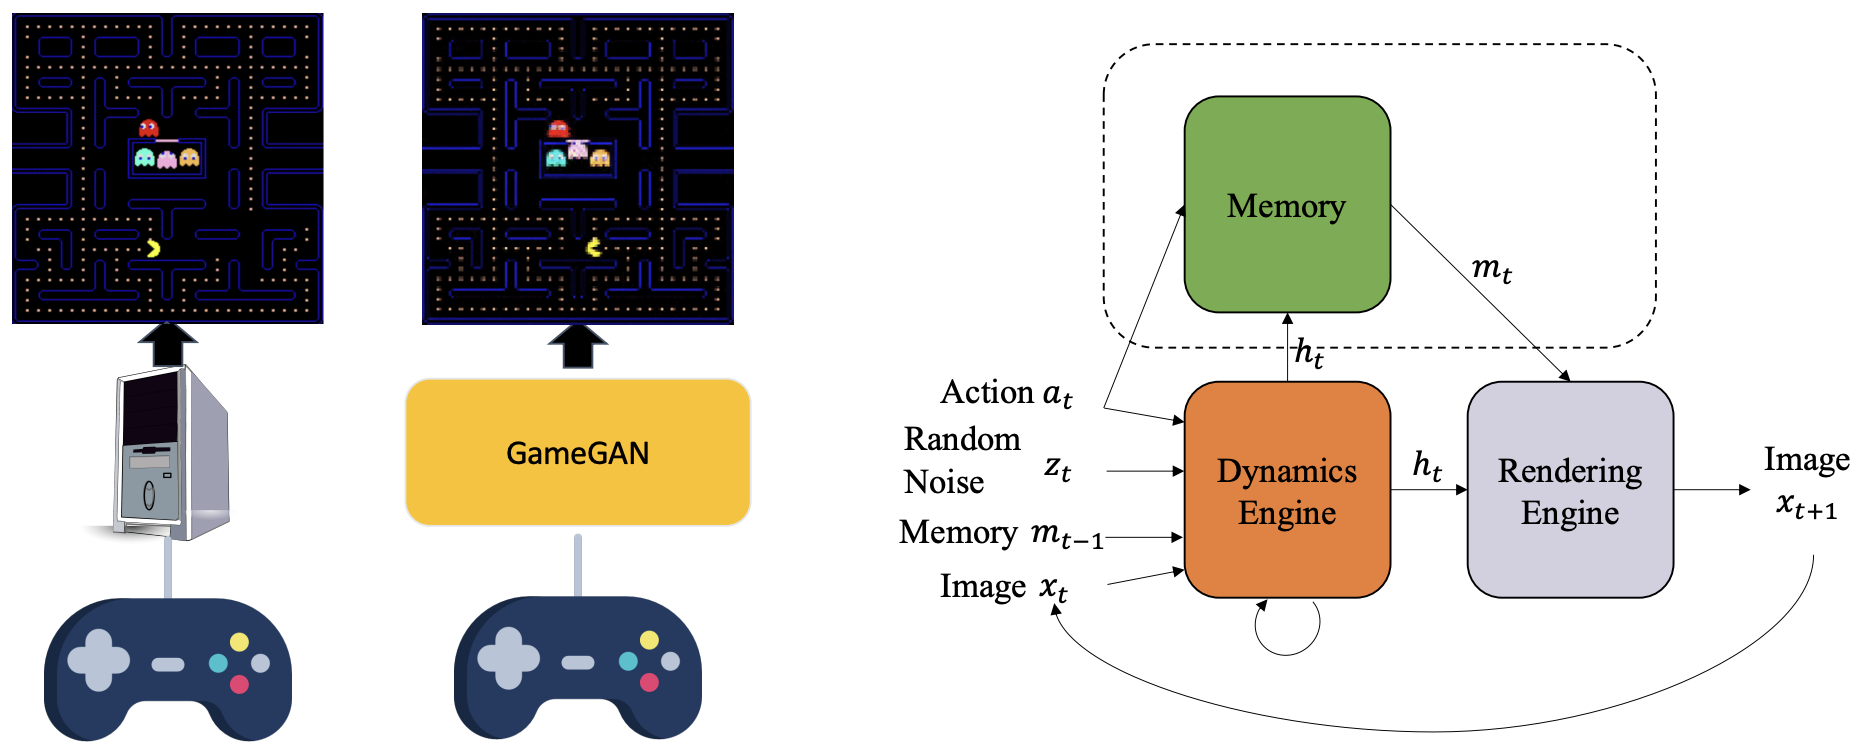 GameGAN
Memory
m_t
h_t
Action a_t
Random
Noise
z_t
Memory m_{t−1}
Image x_t
Dynamics
Engine
h_t
Rendering
Engine
Image
x_{t+1}